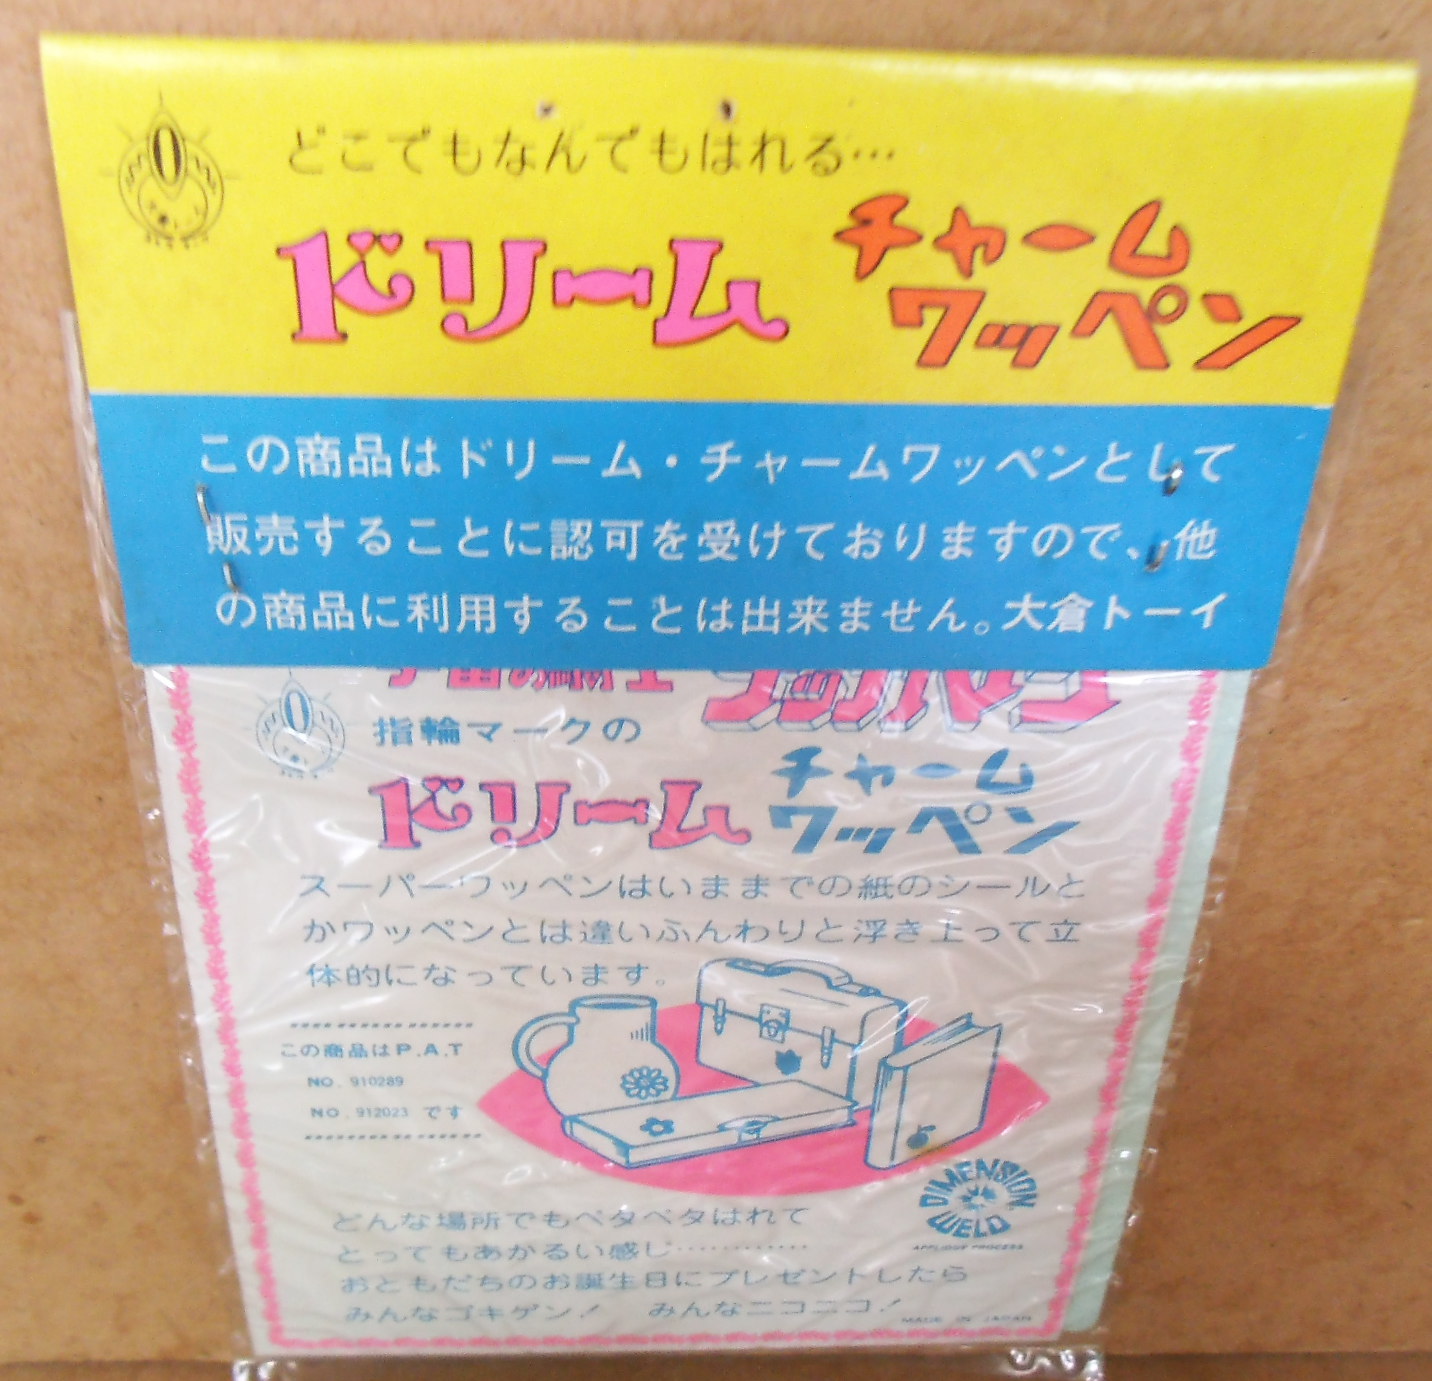 どこでもなんでもはれる…
ドリーム チャーム
ワッペン
この商品はドリーム・チャームワッペンとして
販売することに認可を受けておりますので、他
の商品に利用することは出来ません。大倉トーイ
指輪マークの
ドリーム チャーム
ワッペン
スーパーワッペンはいままでの紙のシールと
かワッペンとは違いふんわりと浮き上って立
体的になっています。
この商品はP.A.T
NO. 910289
NO. 912023 です
DIMENSION
WELD
APPLIQUE PROCESS
どんな場所でもペタペタはれて
とってもあかるい感じ…………
おともだちのお誕生日にプレゼントしたら
みんなゴキゲン! みんなニコニコ!
MADE IN JAPAN